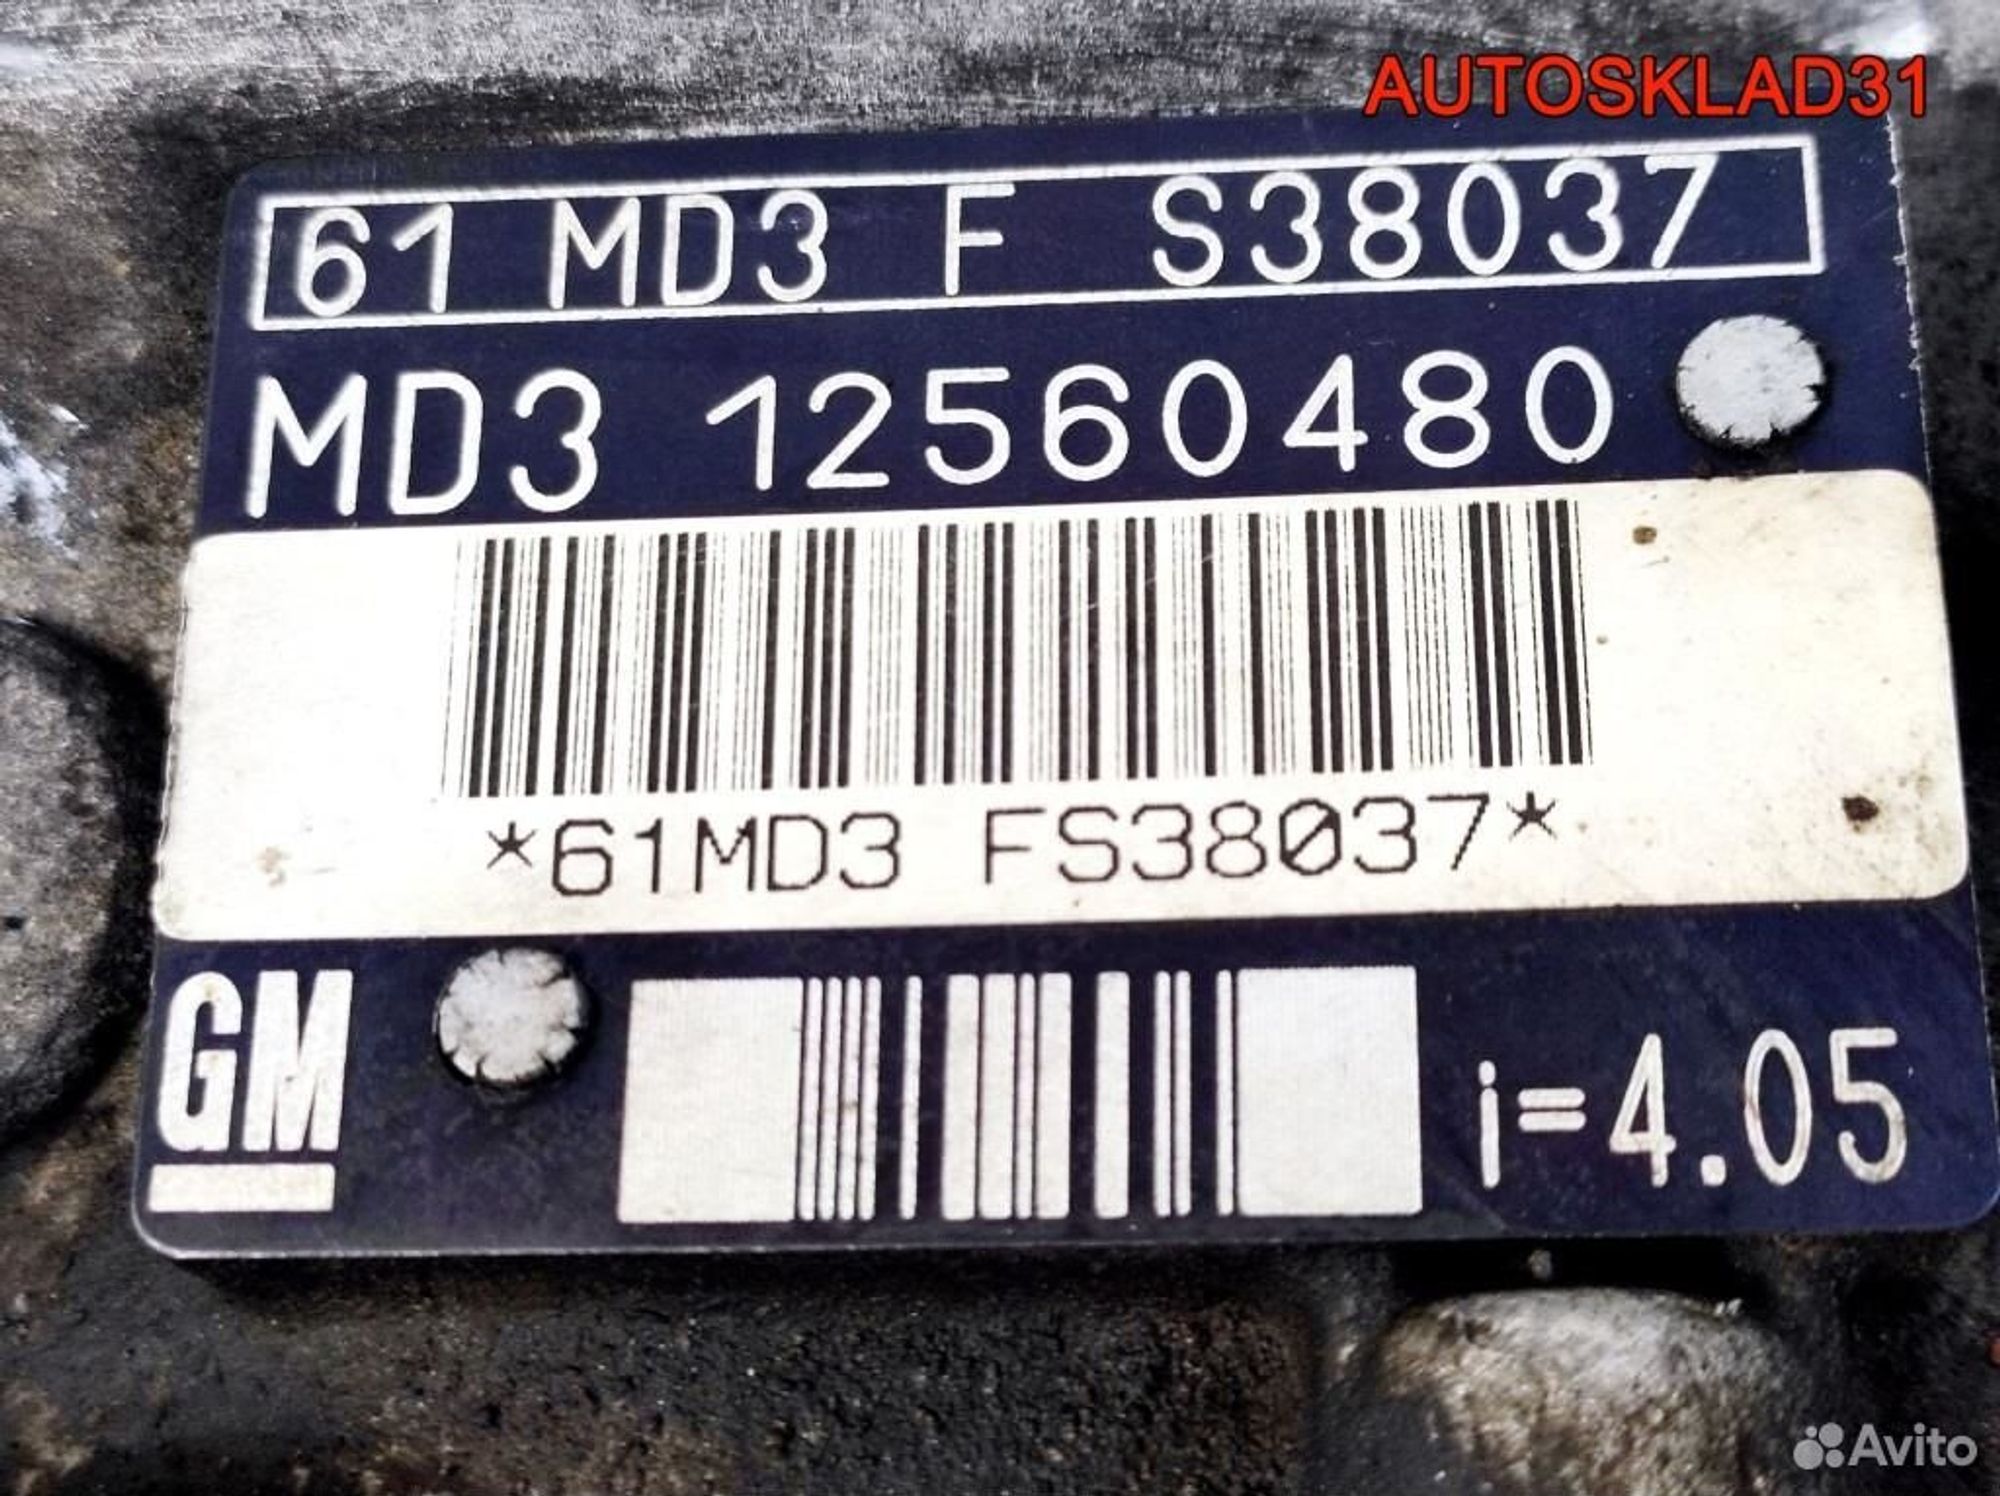 AUTOSKLAD31
61 MD3 F S38037
MD3 12560480
*61MD3 FS38037*
GM
i=4.05
Avito